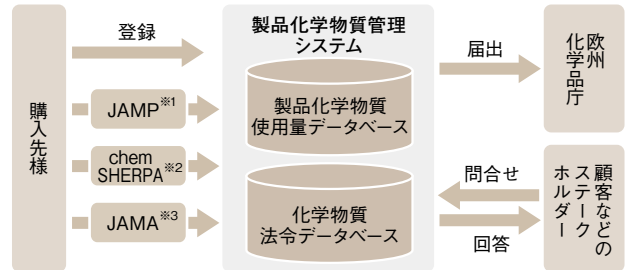 購入先様
登録
JAMP※1
chem
SHERPA※2
JAMA※3
製品化学物質管理
システム
製品化学物質
使用量データベース
化学物質
法令データベース
届出
欧州
化学品庁
問合せ
回答
顧客などの
ステーク
ホルダー